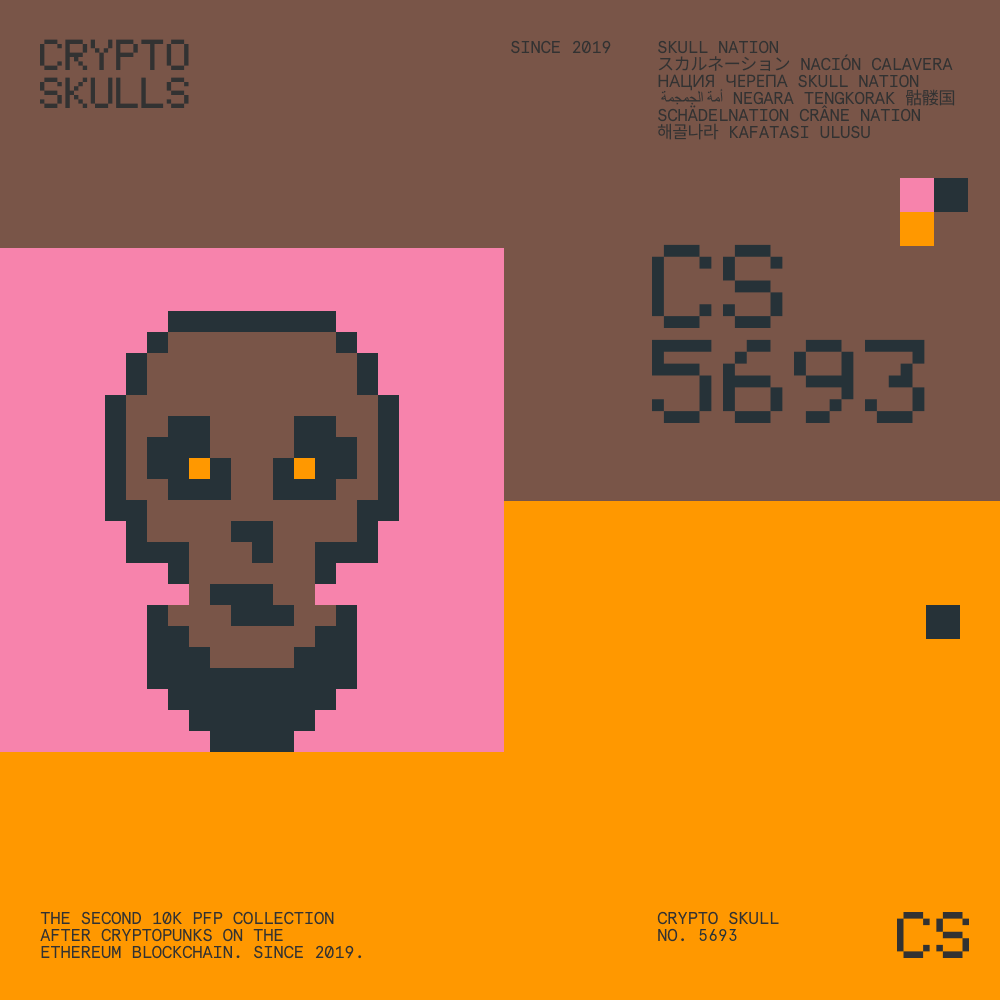 CRYPTO
SKULLS
SINCE 2019
SKULL NATION
スカルネーション NACIÓN CALAVERA
НАЦИЯ ЧЕРЕПА SKULL NATION
أمة الجمجمة NEGARA TENGKORAK 骷髅国
SCHÄDELNATION CRÂNE NATION
해골나라 KAFATASI ULUSU
CS
5693
THE SECOND 10K PFP COLLECTION
AFTER CRYPTOPUNKS ON THE
ETHEREUM BLOCKCHAIN. SINCE 2019.
CRYPTO SKULL
NO. 5693
CS